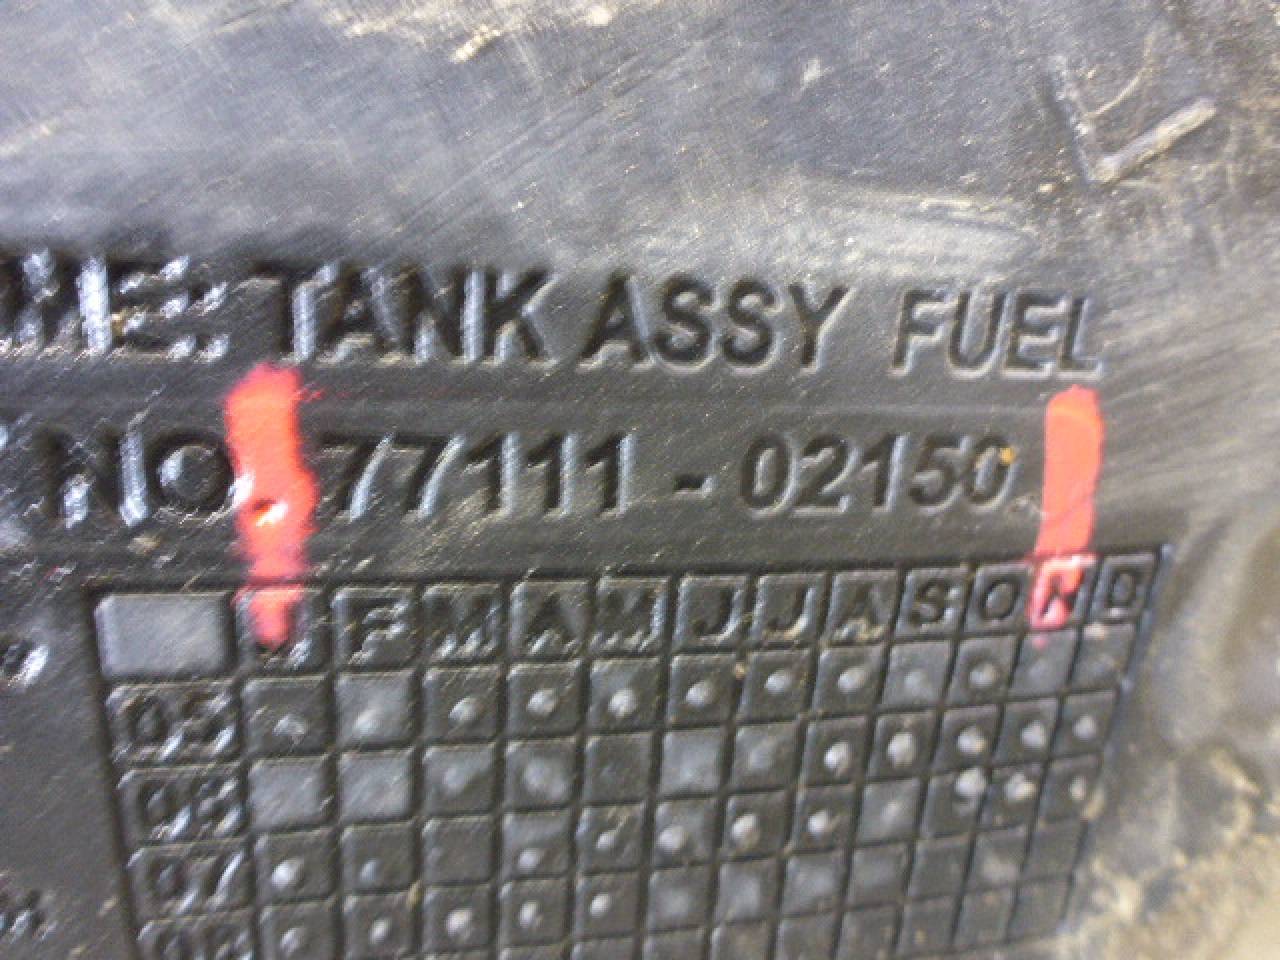 ME: TANK ASSY FUEL
NO. 77111-02150
J F M A M J J A S O N D
05
06
07